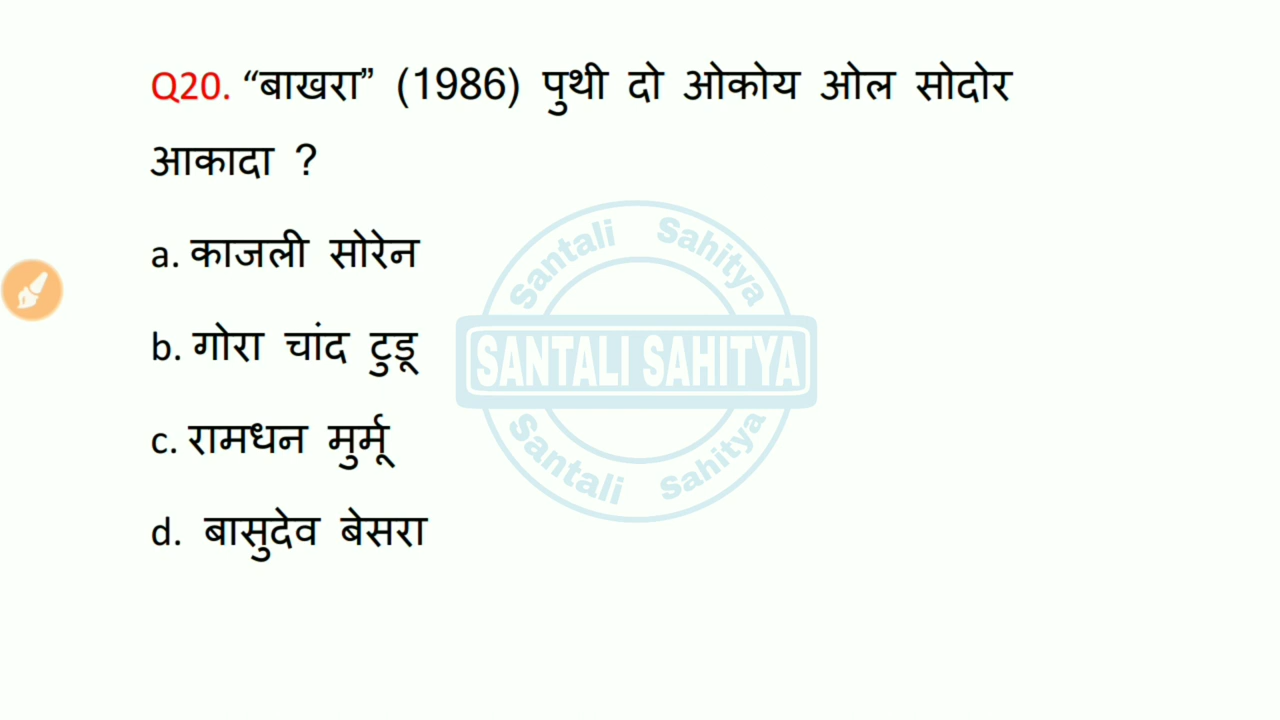 Q20. “बाखरा” (1986) पुथी दो ओकोय ओल सोदोर
आकादा ?
a. काजली सोरेन
b. गोरा चांद टुडू
c. रामधन मुर्मू
d. बासुदेव बेसरा
Santali Sahitya
SANTALI SAHITYA
Santali Sahitya